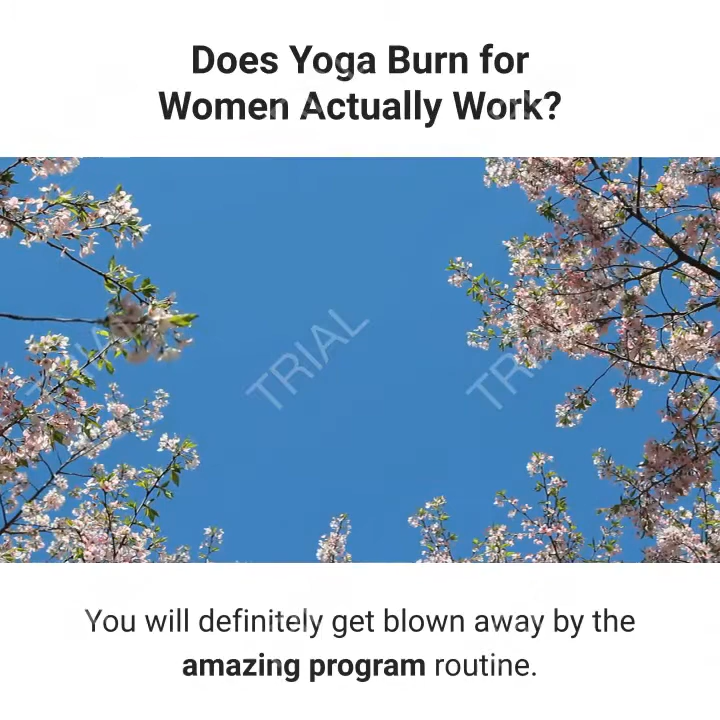 Does Yoga Burn for
Women Actually Work?
TRIAL
TRIAL
You will definitely get blown away by the
amazing program routine.